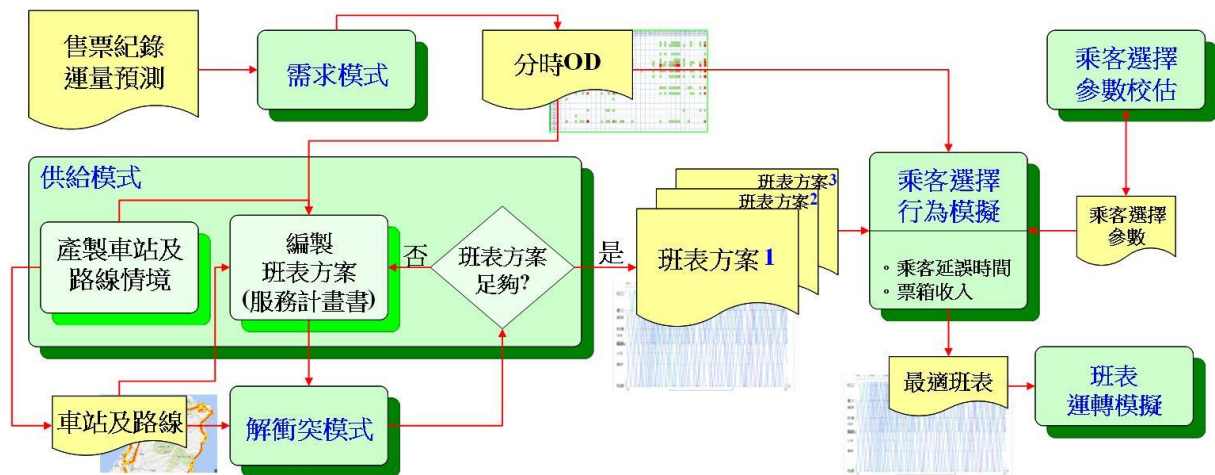 售票紀錄
運量預測
需求模式
分時OD
乘客選擇
參數校估
供給模式
產製車站及
路線情境
編製
班表方案
(服務計畫書)
否
班表方案
足夠?
是
班表方案3
班表方案2
班表方案 1
乘客選擇
行為模擬
。乘客延誤時間
。票箱收入
乘客選擇
參數
車站及路線
解衝突模式
最適班表
班表
運轉模擬